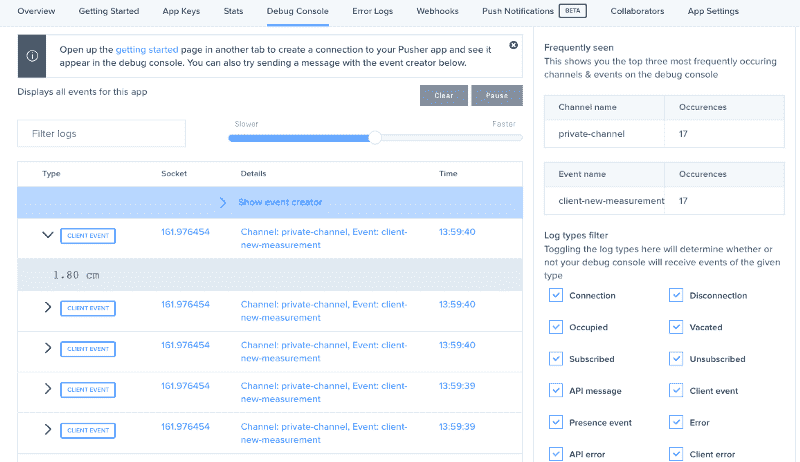 Overview Getting Started App Keys Stats Debug Console Error Logs Webhooks Push Notifications BETA Collaborators App Settings
Open up the getting started page in another tab to create a connection to your Pusher app and see it
appear in the debug console. You can also try sending a message with the event creator below.
Displays all events for this app
Clear Pause
Filter logs
Slower Faster
Type Socket Details Time
Show event creator
CLIENT EVENT 161.976454 Channel: private-channel, Event: client- 13:59:40
new-measurement
1.80 cm
CLIENT EVENT 161.976454 Channel: private-channel, Event: client- 13:59:40
new-measurement
CLIENT EVENT 161.976454 Channel: private-channel, Event: client- 13:59:40
new-measurement
CLIENT EVENT 161.976454 Channel: private-channel, Event: client- 13:59:39
new-measurement
CLIENT EVENT 161.976454 Channel: private-channel, Event: client- 13:59:39
new-measurement
Frequently seen
This shows you the top three most frequently occuring
channels & events on the debug console
Channel name Occurences
private-channel 17
Event name Occurences
client-new-measurement 17
Log types filter
Toggling the log types here will determine whether or
not your debug console will receive events of the given
type
Connection Disconnection
Occupied Vacated
Subscribed Unsubscribed
API message Client event
Presence event Error
API error Client error